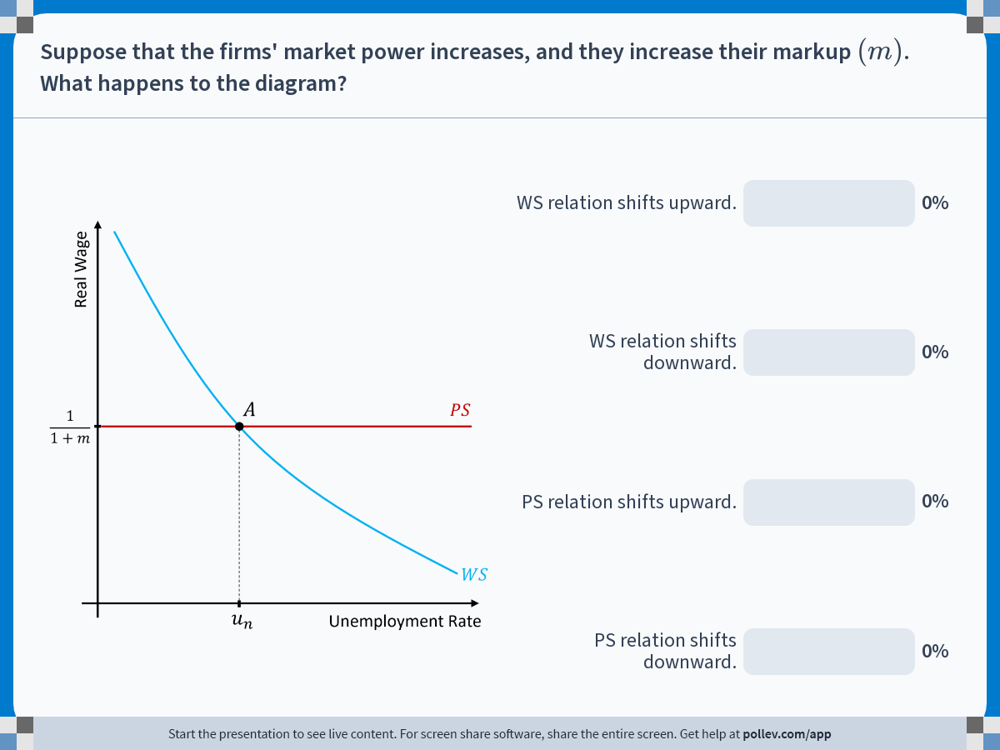 Suppose that the firms' market power increases, and they increase their markup (m).
What happens to the diagram?
WS relation shifts upward.
0%
WS relation shifts
downward.
0%
PS relation shifts upward.
0%
PS relation shifts
downward.
0%
Real Wage
A
PS
1
1 + m
WS
uₙ
Unemployment Rate
Start the presentation to see live content. For screen share software, share the entire screen. Get help at pollev.com/app